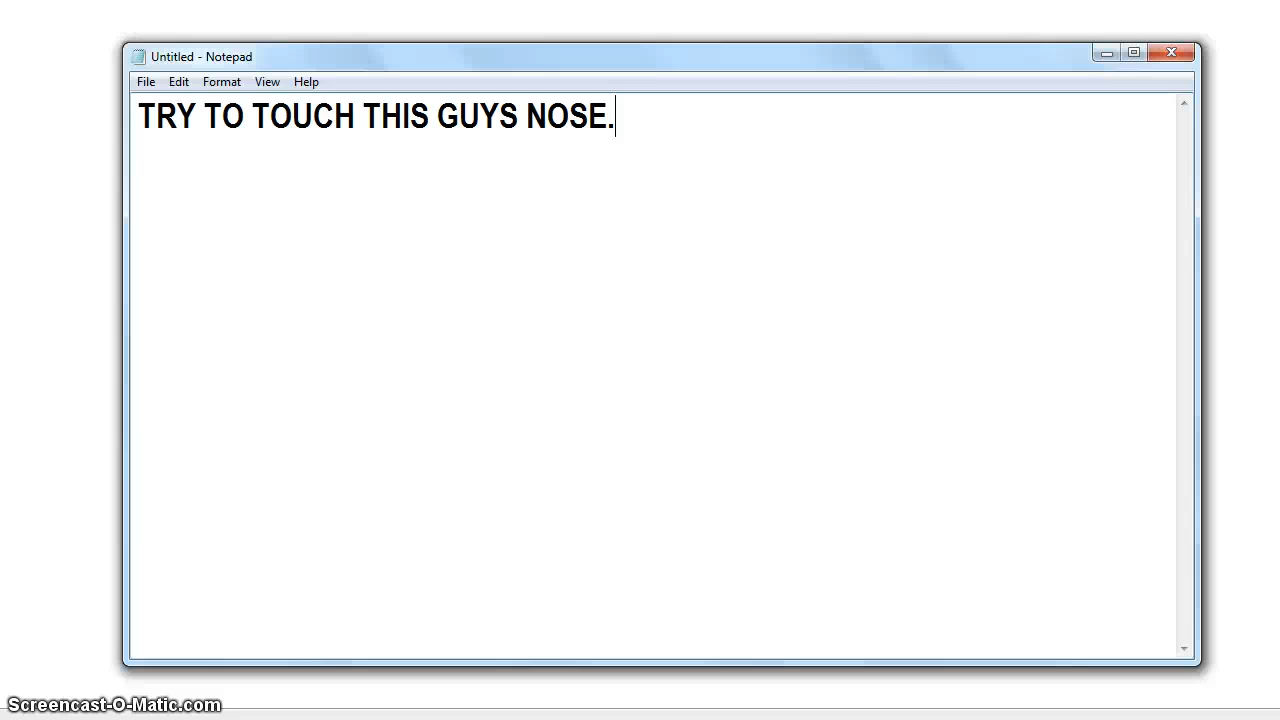 Untitled - Notepad
File Edit Format View Help
TRY TO TOUCH THIS GUYS NOSE.
Screencast-O-Matic.com